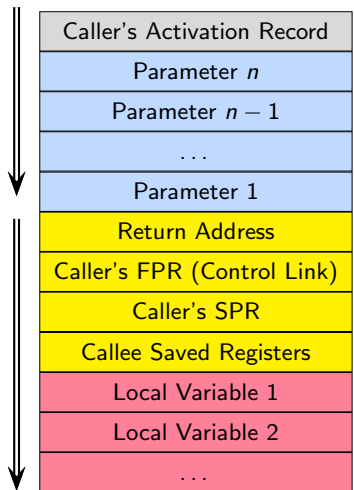 Caller's Activation Record
Parameter n
Parameter n − 1
...
Parameter 1
Return Address
Caller's FPR (Control Link)
Caller's SPR
Callee Saved Registers
Local Variable 1
Local Variable 2
...